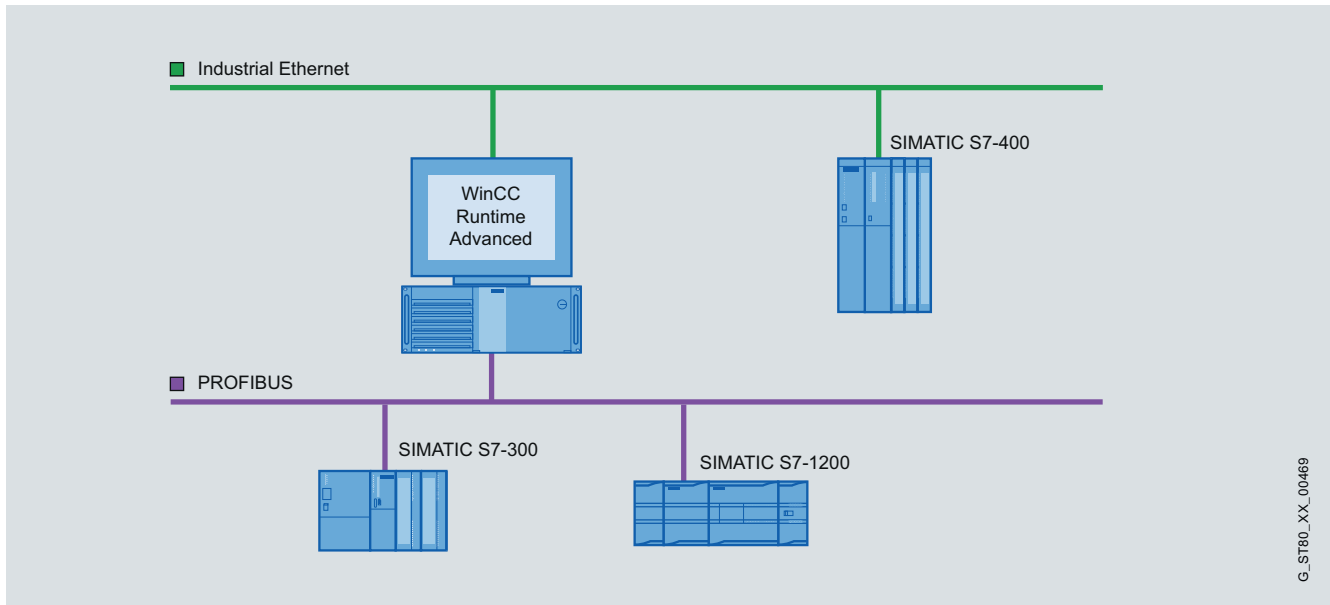 Industrial Ethernet
SIMATIC S7-400
WinCC
Runtime
Advanced
PROFIBUS
SIMATIC S7-300
SIMATIC S7-1200
G_ST80_XX_00469